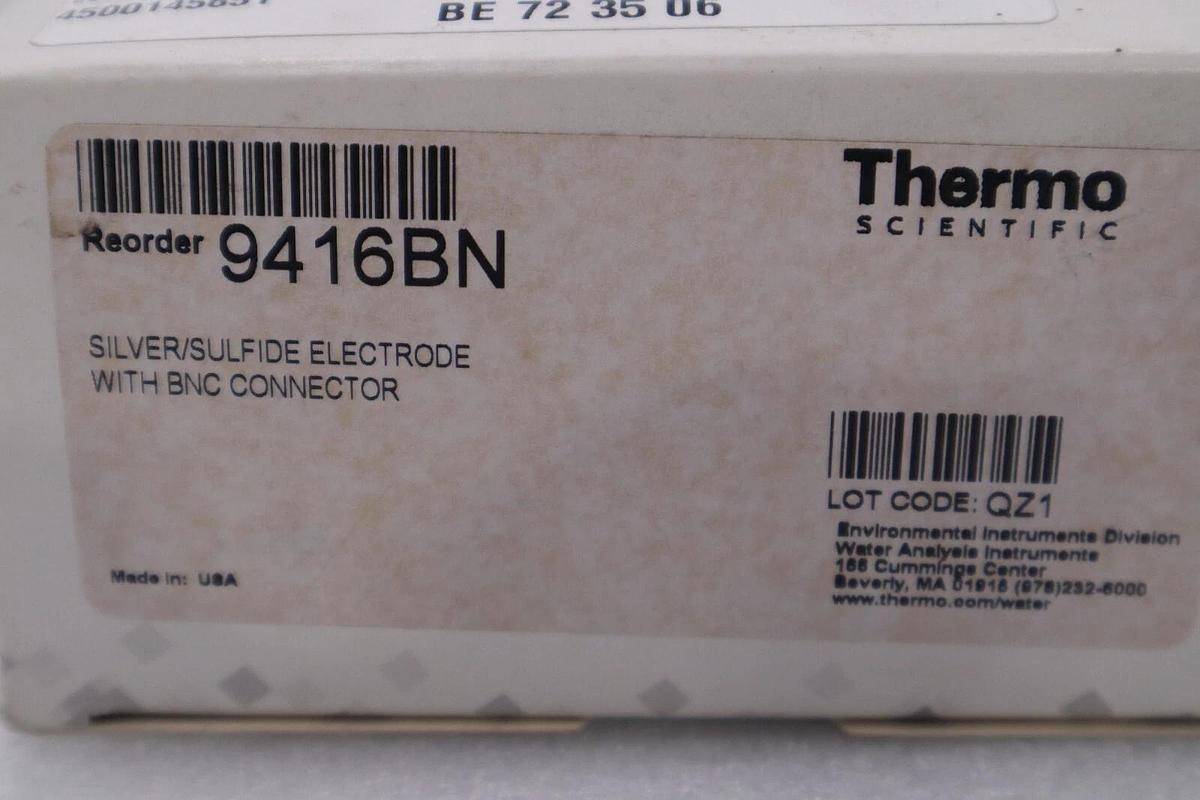 BE 72 35 06
Thermo
SCIENTIFIC
Reorder 9416BN
SILVER/SULFIDE ELECTRODE
WITH BNC CONNECTOR
LOT CODE: QZ1
Environmental Instruments Division
Water Analysis Instruments
166 Cummings Center
Beverly, MA 01915 (978)232-6000
www.thermo.com/water
Made in: USA